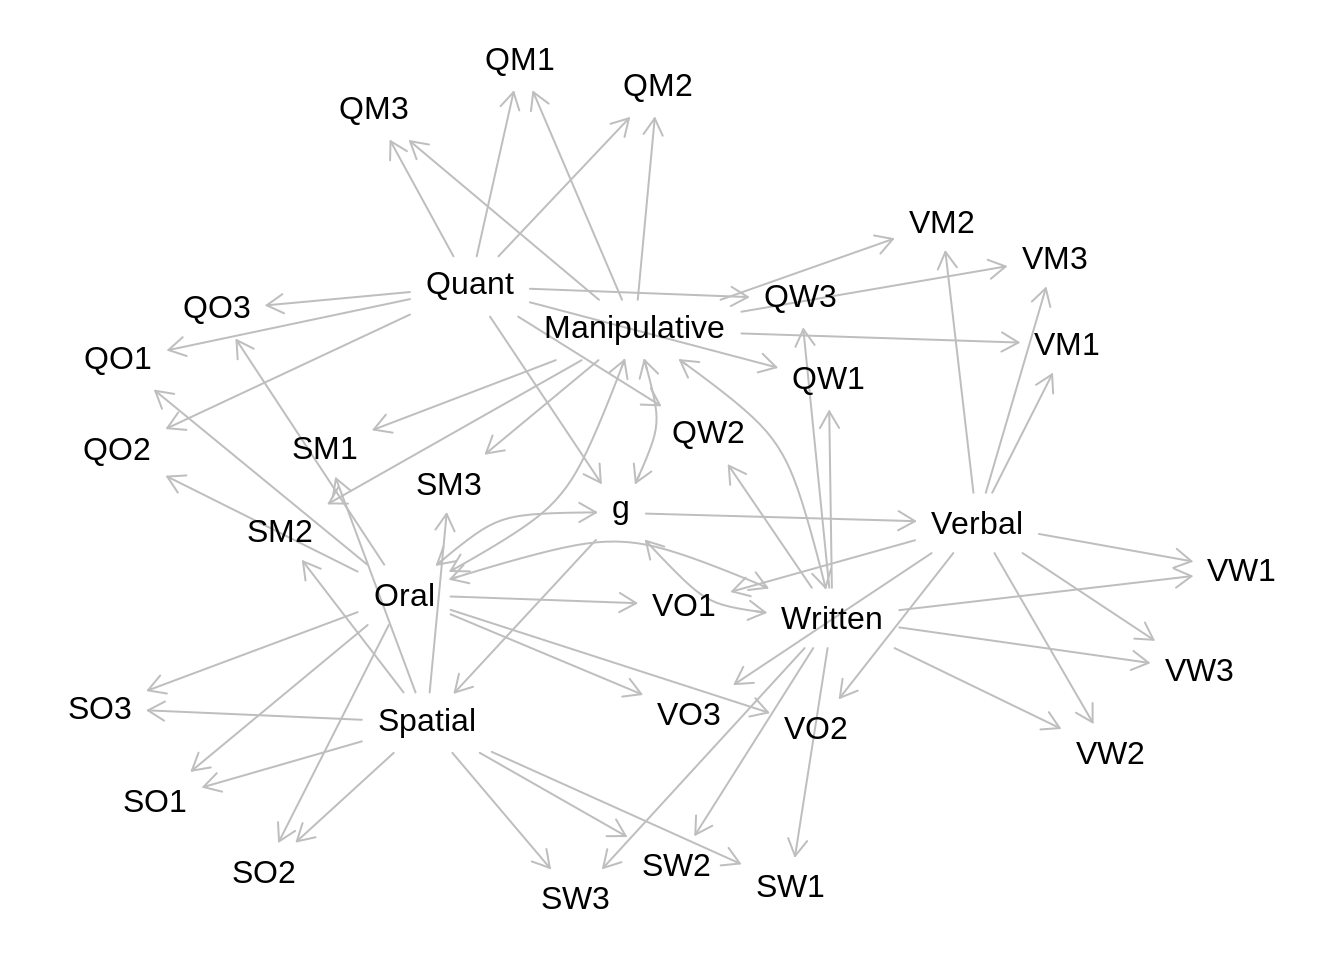 QM1
QM2
QM3
VM2
VM3
Quant
QW3
QO3
Manipulative
VM1
QO1
QW1
QW2
QO2
SM1
SM3
g
Verbal
SM2
VW1
Oral
VO1
Written
VW3
SO3
VO3
Spatial
VO2
VW2
SO1
SW2
SO2
SW1
SW3